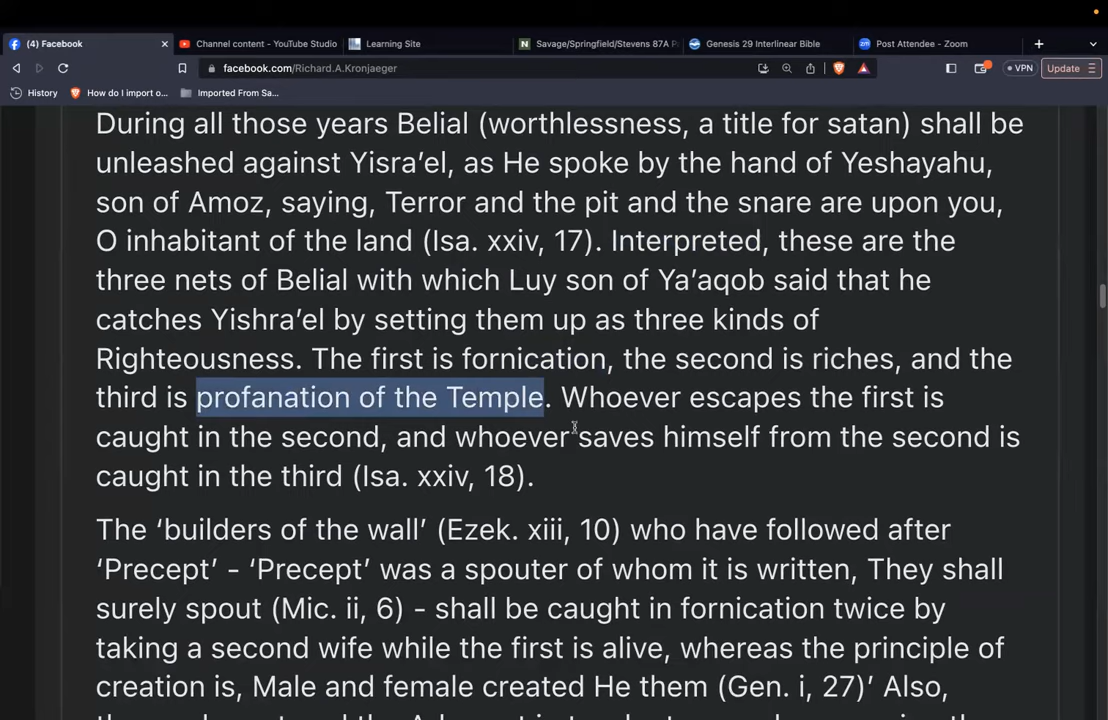 (4) Facebook
Channel content - YouTube Studio
Learning Site
Savage/Springfield/Stevens 87A P
Genesis 29 Interlinear Bible
Post Attendee - Zoom
facebook.com/Richard.A.Kronjaeger
VPN
Update
History
How do I import o...
Imported From Sa...
During all those years Belial (worthlessness, a title for satan) shall be
unleashed against Yisra’el, as He spoke by the hand of Yeshayahu,
son of Amoz, saying, Terror and the pit and the snare are upon you,
O inhabitant of the land (Isa. xxiv, 17). Interpreted, these are the
three nets of Belial with which Luy son of Ya’aqob said that he
catches Yishra’el by setting them up as three kinds of
Righteousness. The first is fornication, the second is riches, and the
third is profanation of the Temple. Whoever escapes the first is
caught in the second, and whoever saves himself from the second is
caught in the third (Isa. xxiv, 18).
The ‘builders of the wall’ (Ezek. xiii, 10) who have followed after
‘Precept’ - ‘Precept’ was a spouter of whom it is written, They shall
surely spout (Mic. ii, 6) - shall be caught in fornication twice by
taking a second wife while the first is alive, whereas the principle of
creation is, Male and female created He them (Gen. i, 27)’ Also,